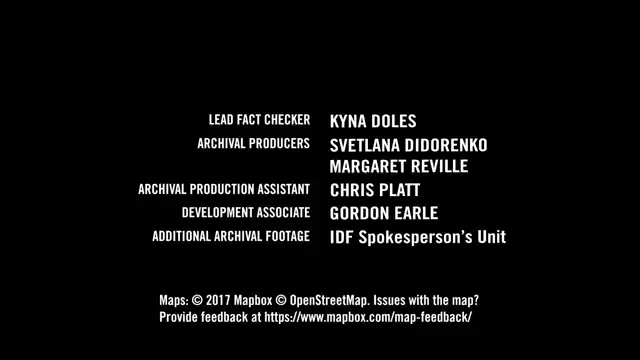 LEAD FACT CHECKER KYNA DOLES
ARCHIVAL PRODUCERS SVETLANA DIDORENKO
MARGARET REVILLE
ARCHIVAL PRODUCTION ASSISTANT CHRIS PLATT
DEVELOPMENT ASSOCIATE GORDON EARLE
ADDITIONAL ARCHIVAL FOOTAGE IDF Spokesperson's Unit
Maps: © 2017 Mapbox © OpenStreetMap. Issues with the map?
Provide feedback at https://www.mapbox.com/map-feedback/